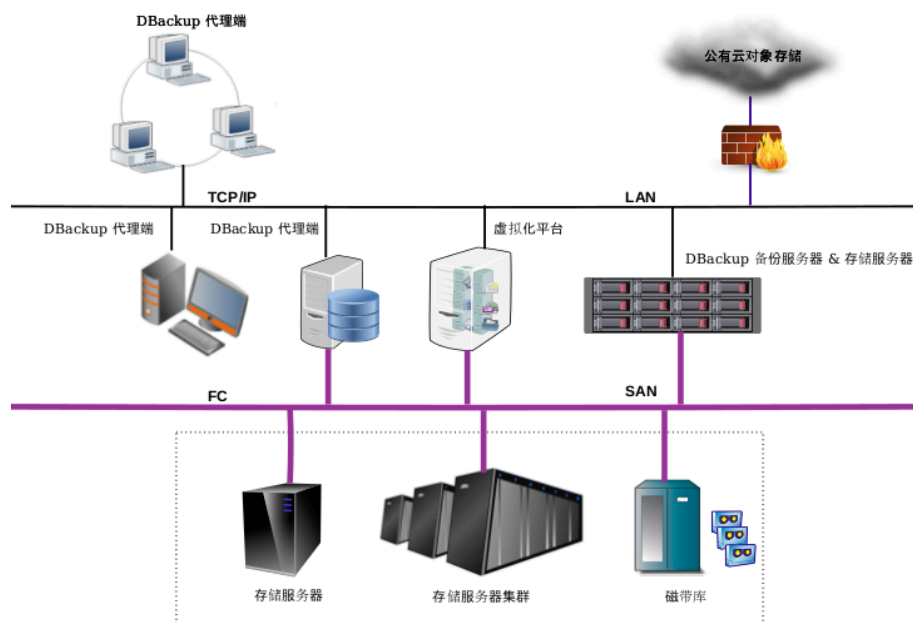 DBackup 代理端
公有云对象存储
TCP/IP
LAN
DBackup 代理端
DBackup 代理端
虚拟化平台
DBackup 备份服务器 & 存储服务器
FC
SAN
存储服务器
存储服务器集群
磁带库